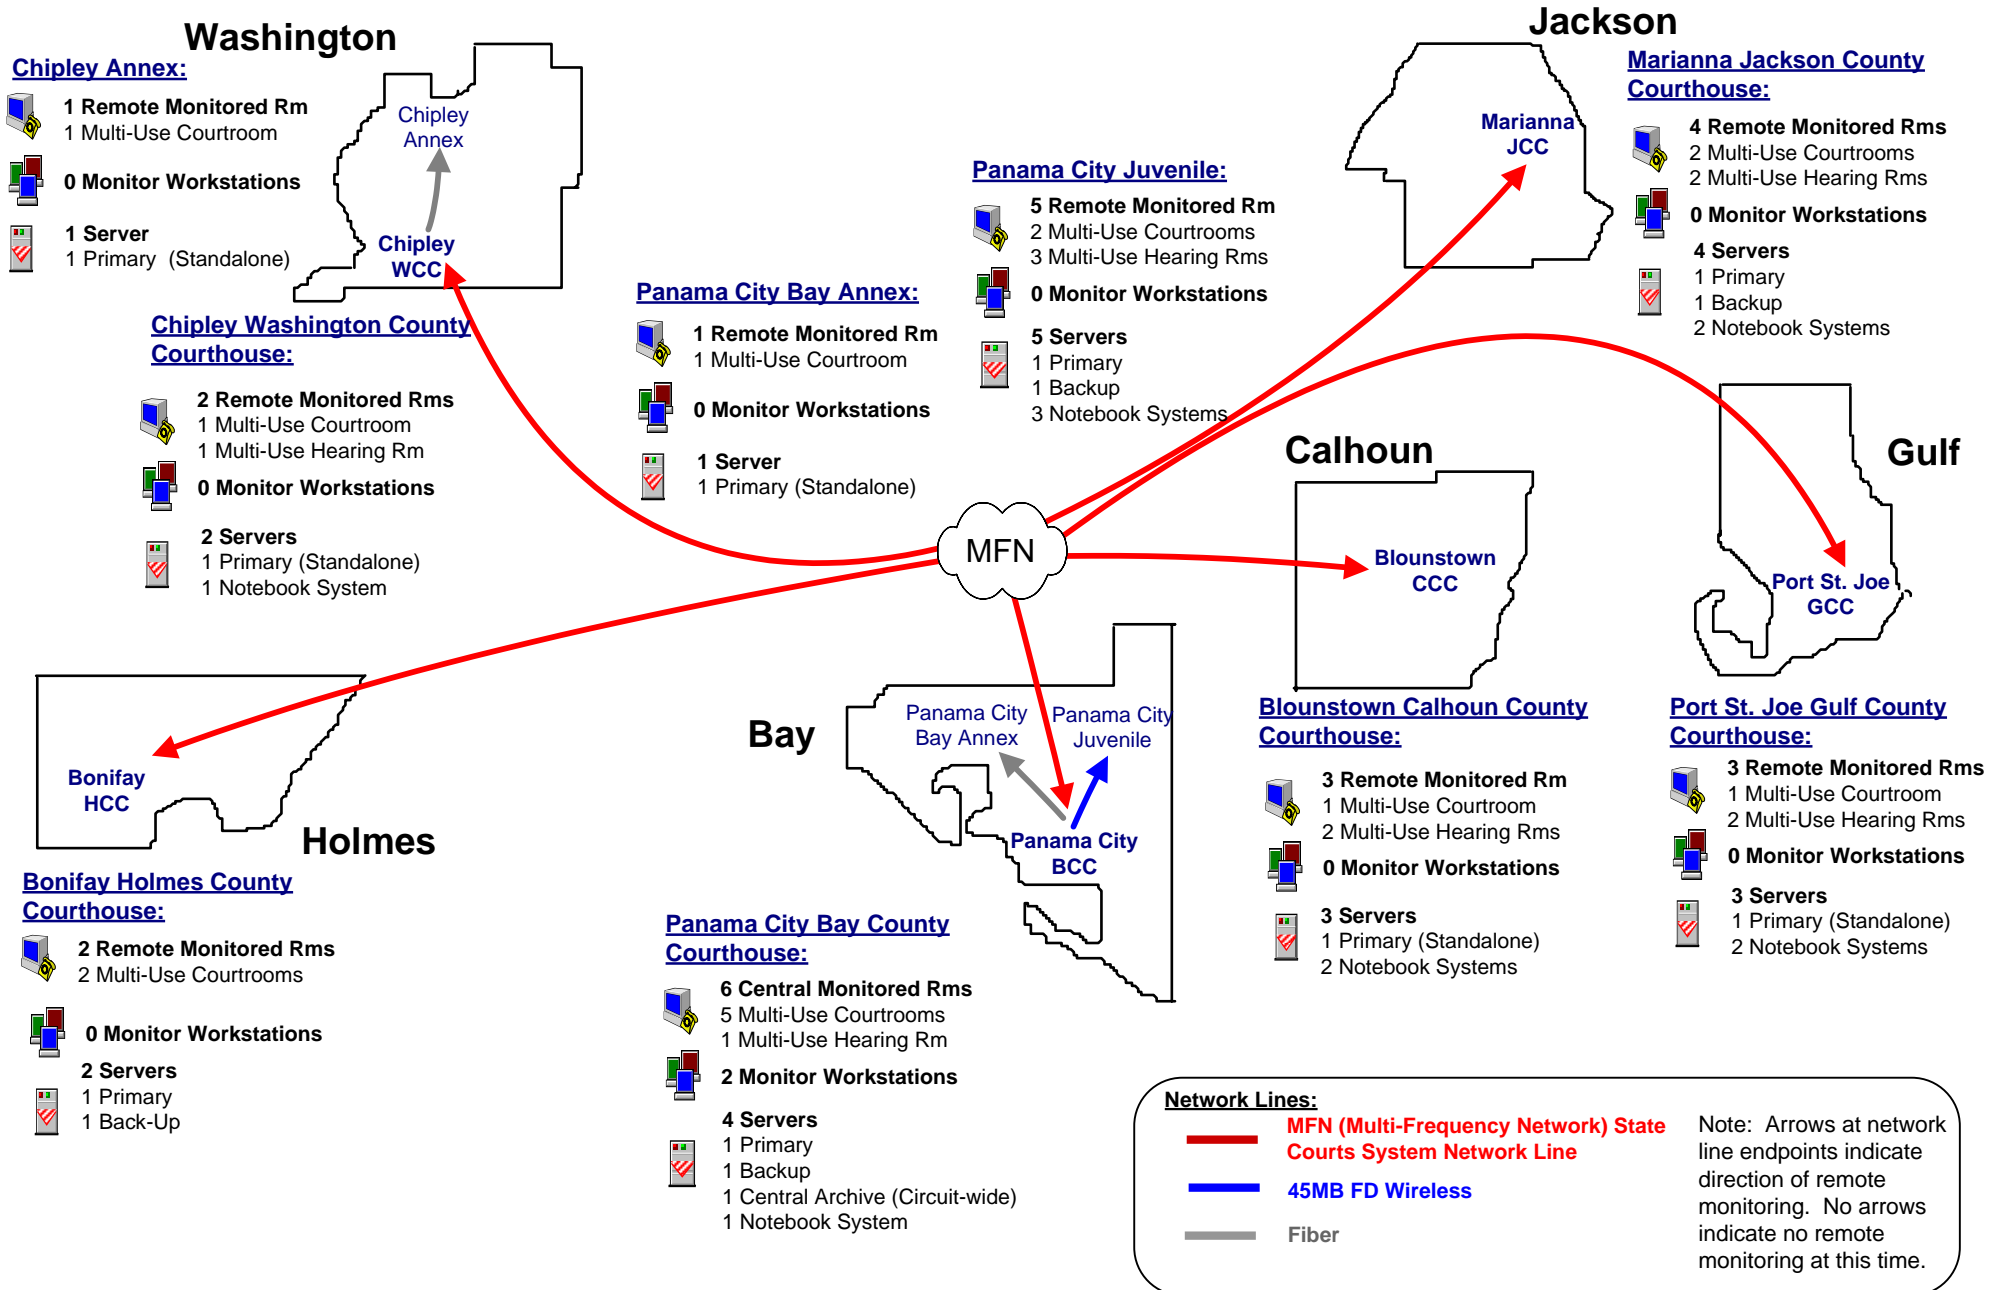 Washington
Chipley Annex:
1 Remote Monitored Rm
1 Multi-Use Courtroom
0 Monitor Workstations
1 Server
1 Primary  (Standalone)
Chipley
Annex
Chipley
WCC
Chipley Washington County
Courthouse:
2 Remote Monitored Rms
1 Multi-Use Courtroom
1 Multi-Use Hearing Rm
0 Monitor Workstations
2 Servers
1 Primary (Standalone)
1 Notebook System
Panama City Bay Annex:
1 Remote Monitored Rm
1 Multi-Use Courtroom
0 Monitor Workstations
1 Server
1 Primary (Standalone)
Panama City Juvenile:
5 Remote Monitored Rm
2 Multi-Use Courtrooms
3 Multi-Use Hearing Rms
0 Monitor Workstations
5 Servers
1 Primary
1 Backup
3 Notebook Systems
Jackson
Marianna
JCC
Marianna Jackson County
Courthouse:
4 Remote Monitored Rms
2 Multi-Use Courtrooms
2 Multi-Use Hearing Rms
0 Monitor Workstations
4 Servers
1 Primary
1 Backup
2 Notebook Systems
MFN
Calhoun
Blounstown
CCC
Gulf
Port St. Joe
GCC
Bonifay
HCC
Holmes
Bonifay Holmes County
Courthouse:
2 Remote Monitored Rms
2 Multi-Use Courtrooms
0 Monitor Workstations
2 Servers
1 Primary
1 Back-Up
Bay
Panama City
Bay Annex
Panama City
Juvenile
Panama City
BCC
Panama City Bay County
Courthouse:
6 Central Monitored Rms
5 Multi-Use Courtrooms
1 Multi-Use Hearing Rm
2 Monitor Workstations
4 Servers
1 Primary
1 Backup
1 Central Archive (Circuit-wide)
1 Notebook System
Blounstown Calhoun County
Courthouse:
3 Remote Monitored Rm
1 Multi-Use Courtroom
2 Multi-Use Hearing Rms
0 Monitor Workstations
3 Servers
1 Primary (Standalone)
2 Notebook Systems
Port St. Joe Gulf County
Courthouse:
3 Remote Monitored Rms
1 Multi-Use Courtroom
2 Multi-Use Hearing Rms
0 Monitor Workstations
3 Servers
1 Primary (Standalone)
2 Notebook Systems
Network Lines:
MFN (Multi-Frequency Network) State
Courts System Network Line
45MB FD Wireless
Fiber
Note:  Arrows at network
line endpoints indicate
direction of remote
monitoring.  No arrows
indicate no remote
monitoring at this time.